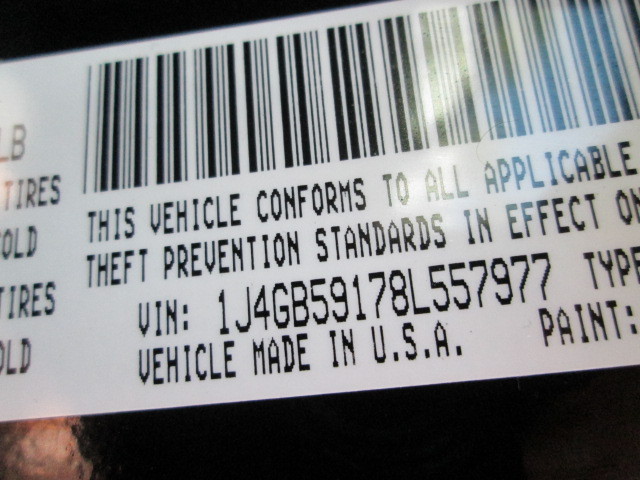 LB
TIRES
OLD
TIRES
OLD
THIS VEHICLE CONFORMS TO ALL APPLICABLE
THEFT PREVENTION STANDARDS IN EFFECT ON
VIN: 1J4GB59178L557977 TYPE
VEHICLE MADE IN U.S.A. PAINT: